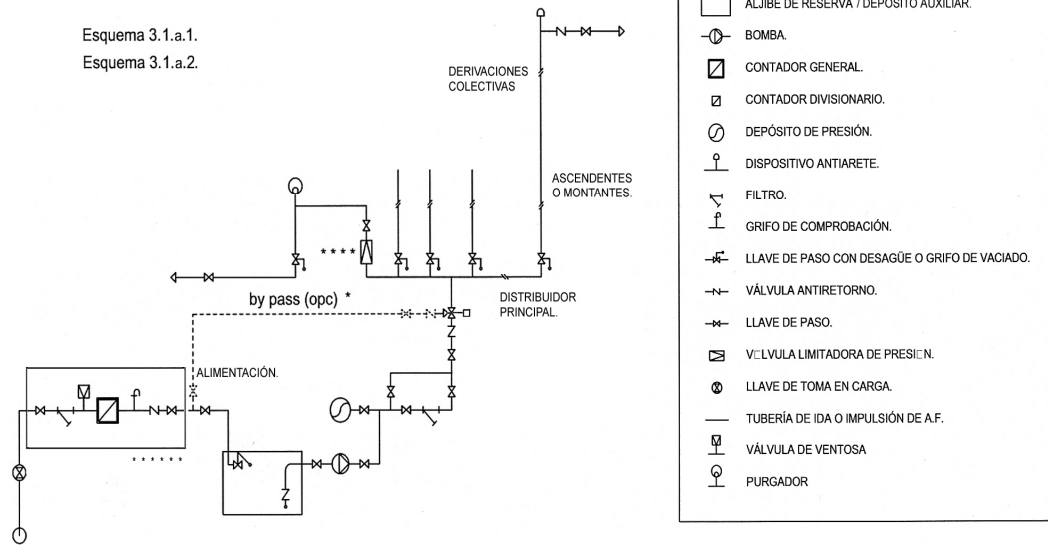 Esquema 3.1.a.1.
Esquema 3.1.a.2.
DERIVACIONES
COLECTIVAS
ASCENDENTES
O MONTANTES.
* * * *
by pass (opc) *
DISTRIBUIDOR
PRINCIPAL.
ALIMENTACIÓN.
* * * * * *
ALJIBE DE RESERVA / DEPÓSITO AUXILIAR.
BOMBA.
CONTADOR GENERAL.
CONTADOR DIVISIONARIO.
DEPÓSITO DE PRESIÓN.
DISPOSITIVO ANTIARETE.
FILTRO.
GRIFO DE COMPROBACIÓN.
LLAVE DE PASO CON DESAGÜE O GRIFO DE VACIADO.
VÁLVULA ANTIRETORNO.
LLAVE DE PASO.
V□LVULA LIMITADORA DE PRESI□N.
LLAVE DE TOMA EN CARGA.
TUBERÍA DE IDA O IMPULSIÓN DE A.F.
VÁLVULA DE VENTOSA
PURGADOR